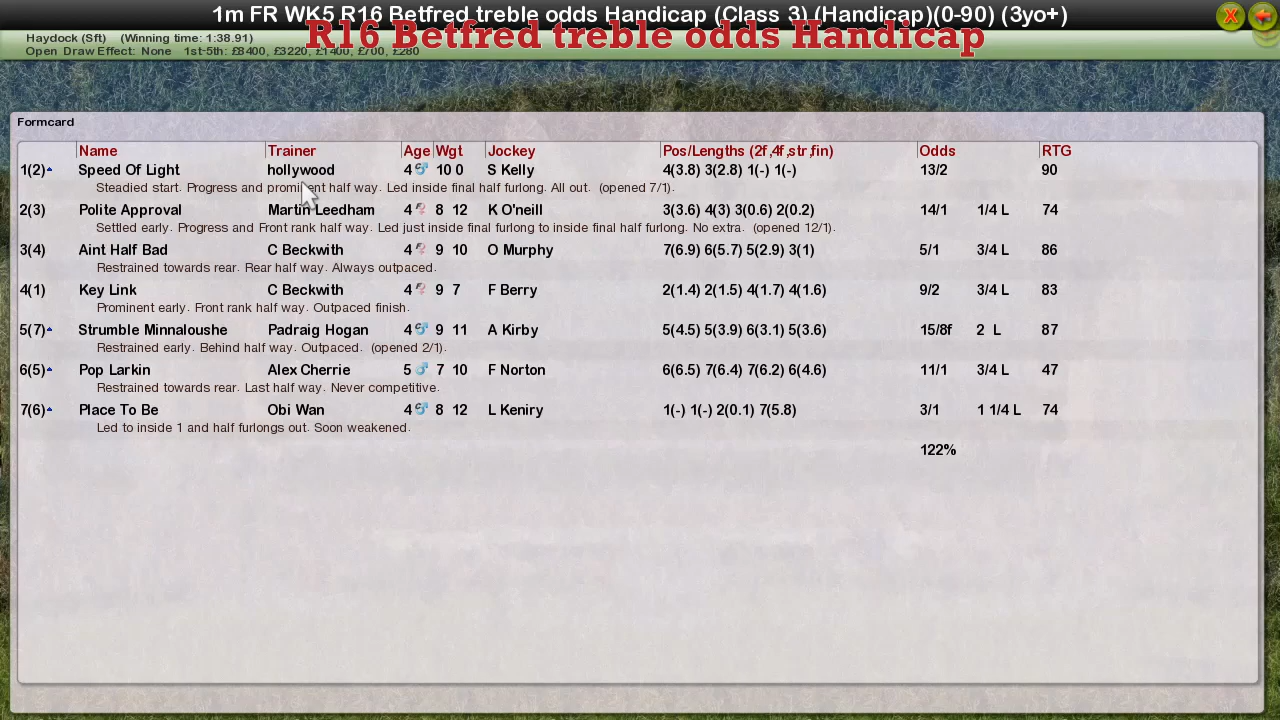 1m FR WK5 R16 Betfred treble odds Handicap (Class 3) (Handicap)(0-90) (3yo+)
R16 Betfred treble odds Handicap
Haydock (Sft) (Winning time: 1:38.91)
Open Draw Effect: None 1st-5th: £8400, £3220, £1400, £700, £280
Formcard
Name Trainer Age Wgt Jockey Pos/Lengths (2f,4f,str,fin) Odds RTG
1(2) Speed Of Light hollywood 4 10 0 S Kelly 4(3.8) 3(2.8) 1(-) 1(-) 13/2 90
Steadied start. Progress and prominent half way. Led inside final half furlong. All out. (opened 7/1).
2(3) Polite Approval Martin Leedham 4 8 12 K O'neill 3(3.6) 4(3) 3(0.6) 2(0.2) 14/1 1/4 L 74
Settled early. Progress and Front rank half way. Led just inside final furlong to inside final half furlong. No extra. (opened 12/1).
3(4) Aint Half Bad C Beckwith 4 9 10 O Murphy 7(6.9) 6(5.7) 5(2.9) 3(1) 5/1 3/4 L 86
Restrained towards rear. Rear half way. Always outpaced.
4(1) Key Link C Beckwith 4 9 7 F Berry 2(1.4) 2(1.5) 4(1.7) 4(1.6) 9/2 3/4 L 83
Prominent early. Front rank half way. Outpaced finish.
5(7) Strumble Minnaloushe Padraig Hogan 4 9 11 A Kirby 5(4.5) 5(3.9) 6(3.1) 5(3.6) 15/8f 2 L 87
Restrained early. Behind half way. Outpaced. (opened 2/1).
6(5) Pop Larkin Alex Cherrie 5 7 10 F Norton 6(6.5) 7(6.4) 7(6.2) 6(4.6) 11/1 3/4 L 47
Restrained towards rear. Last half way. Never competitive.
7(6) Place To Be Obi Wan 4 8 12 L Keniry 1(-) 1(-) 2(0.1) 7(5.8) 3/1 1 1/4 L 74
Led to inside 1 and half furlongs out. Soon weakened.
122%